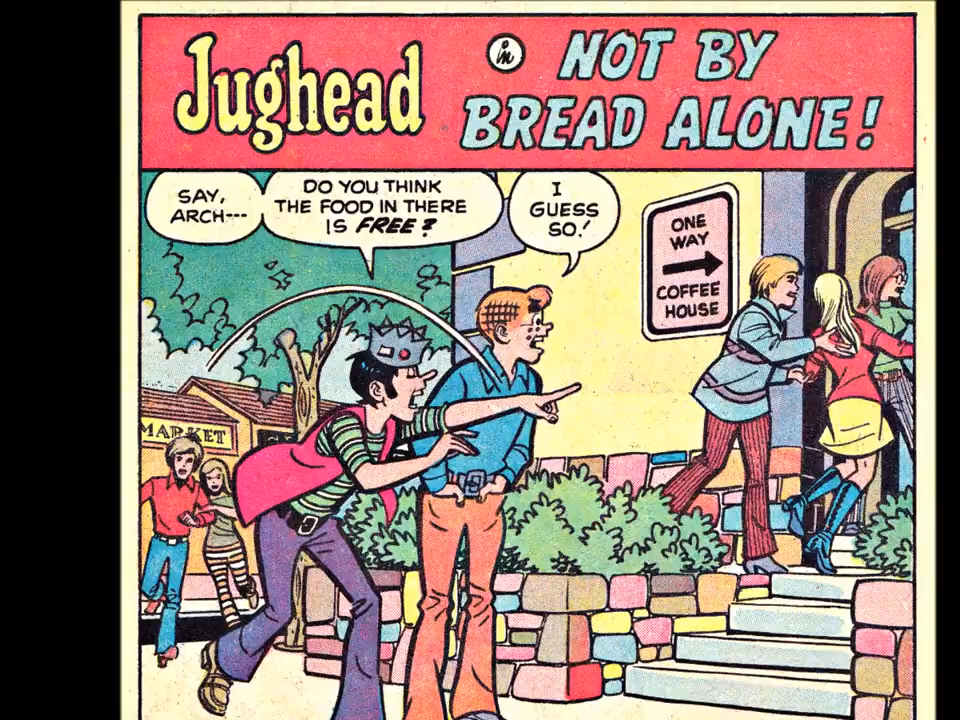 Jughead
in
NOT BY
BREAD ALONE!
SAY,
ARCH---
DO YOU THINK
THE FOOD IN THERE
IS FREE?
I
GUESS
SO!
ONE
WAY
COFFEE
HOUSE
MARKET